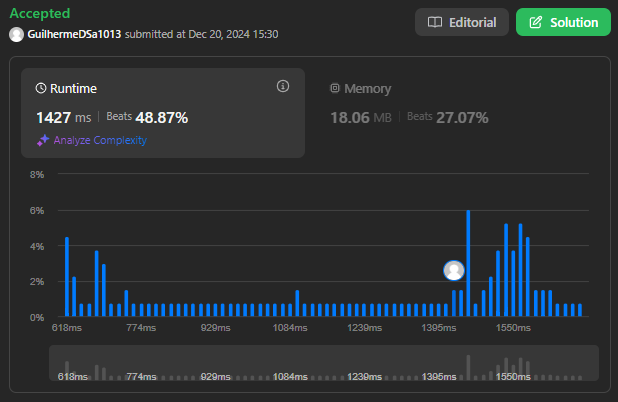 Accepted
GuilhermeDSa1013 submitted at Dec 20, 2024 15:30
Editorial
Solution
Runtime
1427 ms | Beats 48.87%
Analyze Complexity
Memory
18.06 MB | Beats 27.07%
8%
6%
4%
2%
0%
618ms 774ms 929ms 1084ms 1239ms 1395ms 1550ms
618ms 774ms 929ms 1084ms 1239ms 1395ms 1550ms